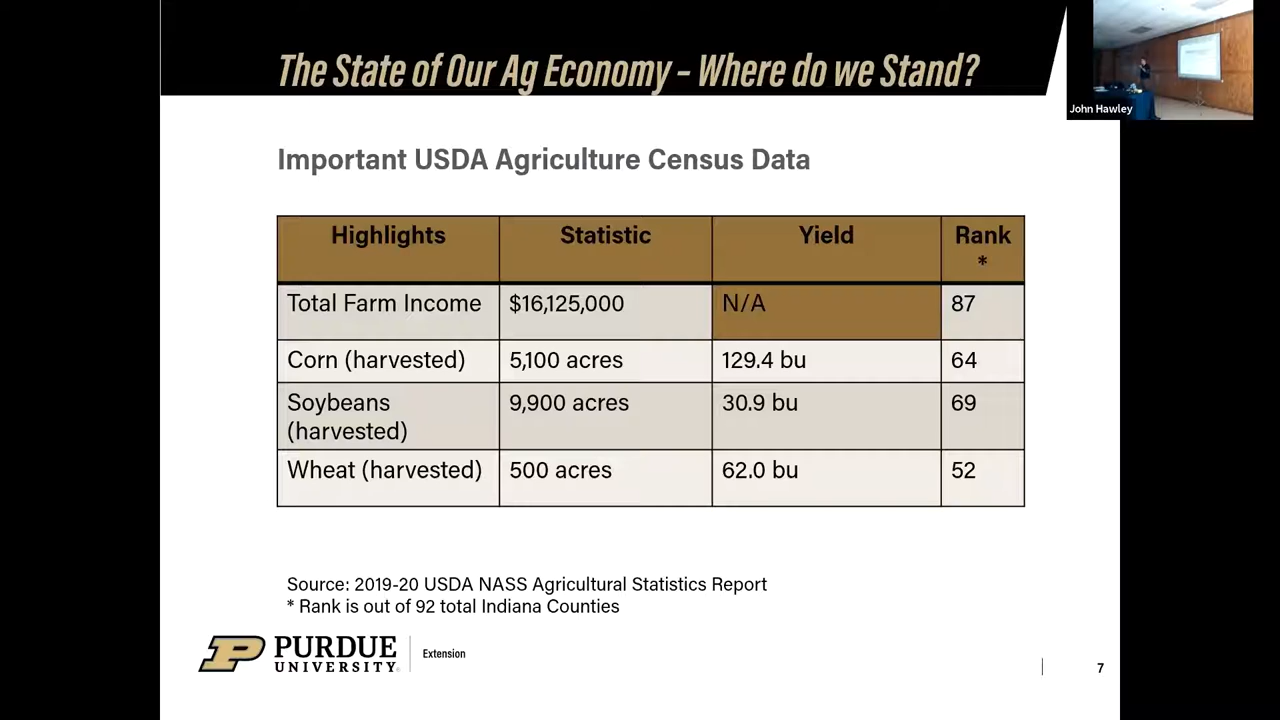 The State of Our Ag Economy – Where do we Stand?
John Hawley
Important USDA Agriculture Census Data
Highlights Statistic Yield Rank
*
Total Farm Income $16,125,000 N/A 87
Corn (harvested) 5,100 acres 129.4 bu 64
Soybeans 9,900 acres 30.9 bu 69
(harvested)
Wheat (harvested) 500 acres 62.0 bu 52
Source: 2019-20 USDA NASS Agricultural Statistics Report
* Rank is out of 92 total Indiana Counties
PURDUE
UNIVERSITY
Extension
7